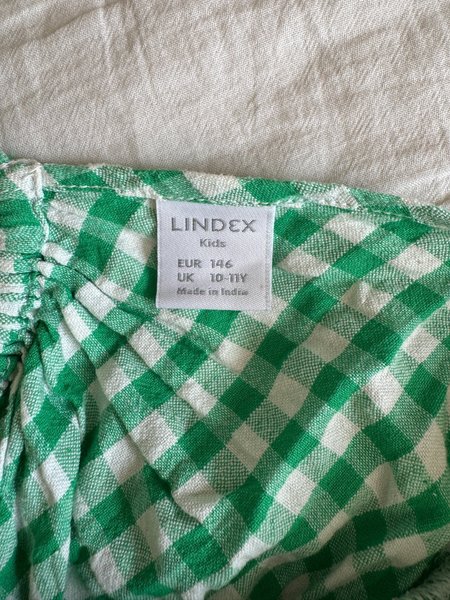 LINDEX
Kids
EUR 146
UK 10-11Y
Made in India